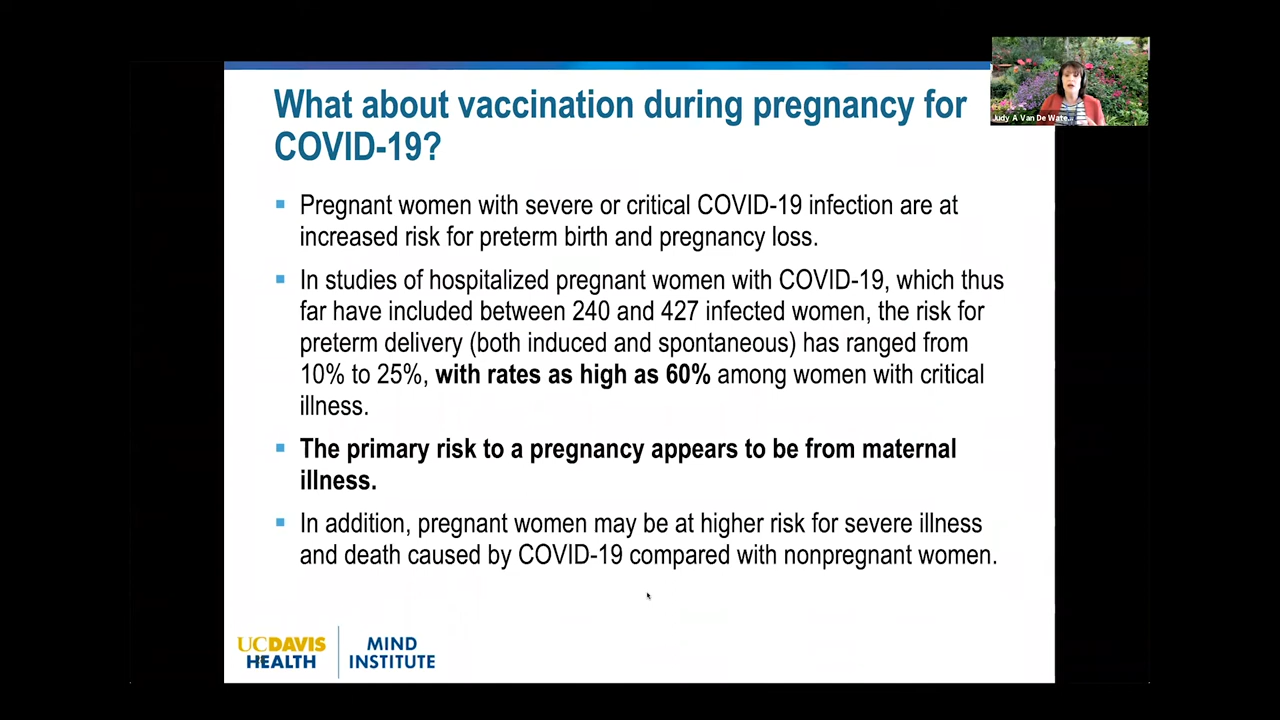 What about vaccination during pregnancy for
COVID-19?
Judy A Van De Wate...
Pregnant women with severe or critical COVID-19 infection are at
increased risk for preterm birth and pregnancy loss.
In studies of hospitalized pregnant women with COVID-19, which thus
far have included between 240 and 427 infected women, the risk for
preterm delivery (both induced and spontaneous) has ranged from
10% to 25%, with rates as high as 60% among women with critical
illness.
The primary risk to a pregnancy appears to be from maternal
illness.
In addition, pregnant women may be at higher risk for severe illness
and death caused by COVID-19 compared with nonpregnant women.
UCDAVIS
HEALTH
MIND
INSTITUTE